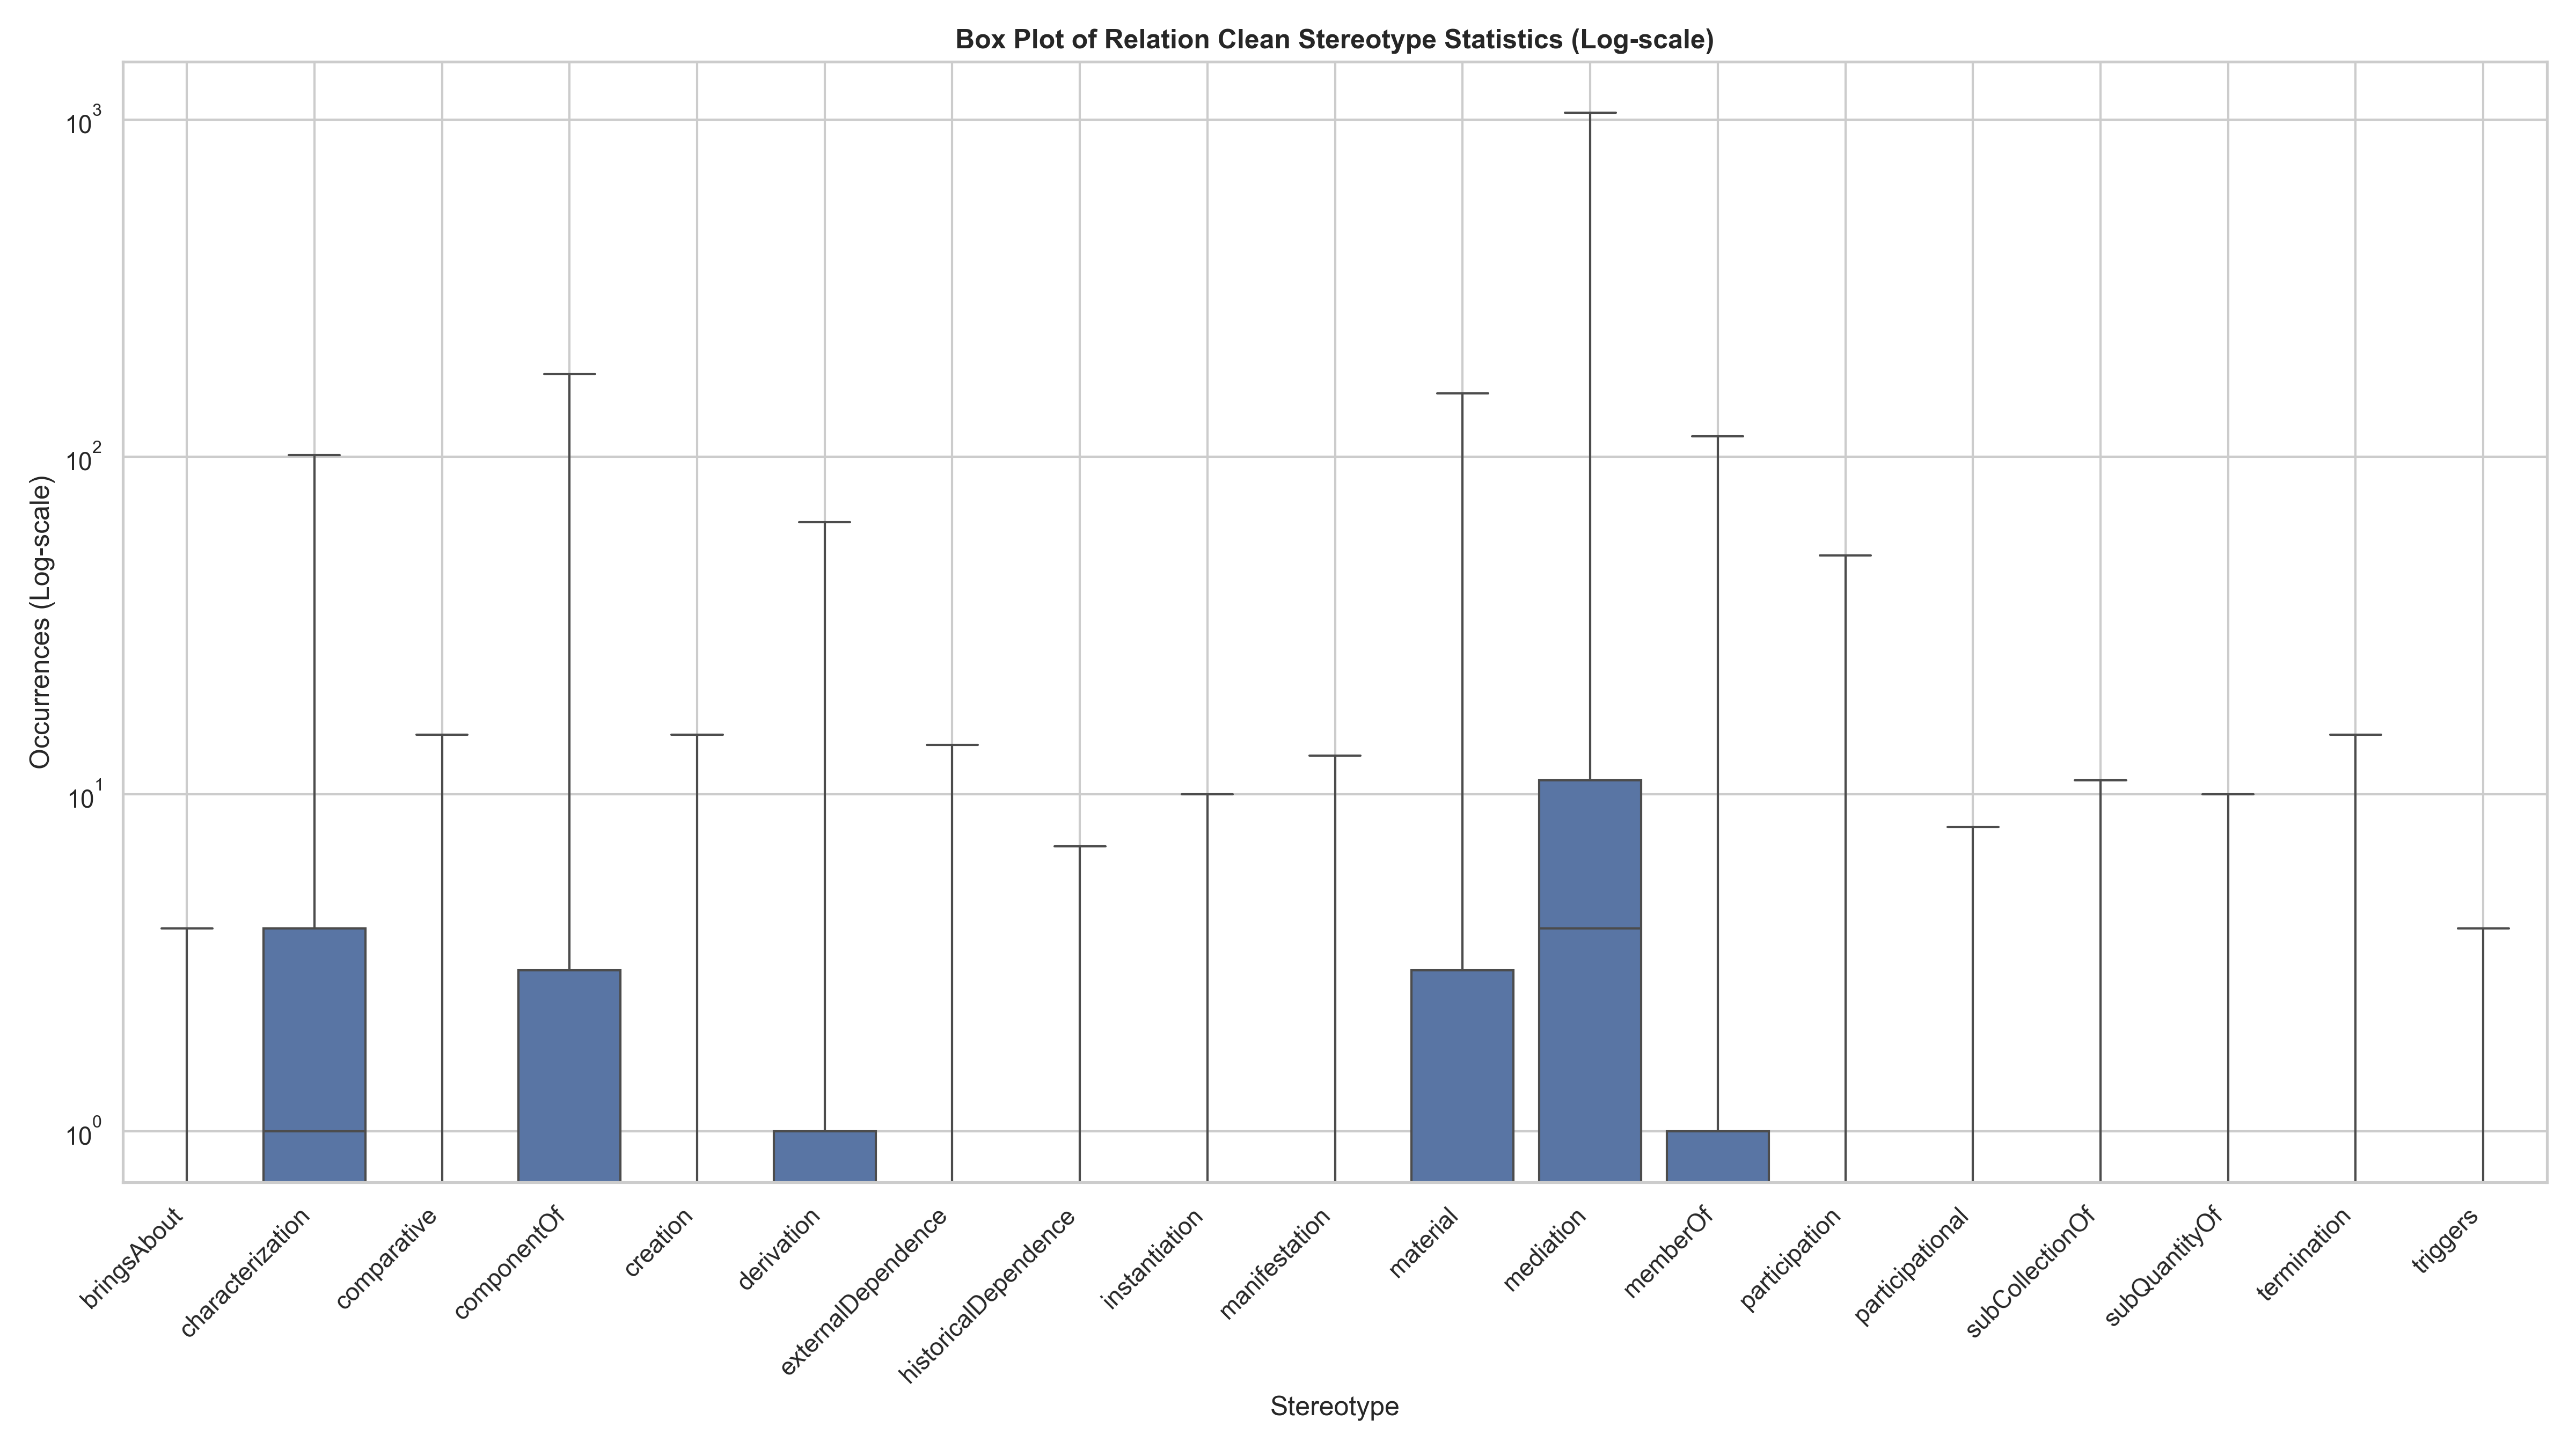 Box Plot of Relation Clean Stereotype Statistics (Log-scale)
Occurrences (Log-scale)
10³
10²
10¹
10⁰
bringsAbout
characterization
comparative
componentOf
creation
derivation
externalDependence
historicalDependence
instantiation
manifestation
material
mediation
memberOf
participation
participational
subCollectionOf
subQuantityOf
termination
triggers
Stereotype